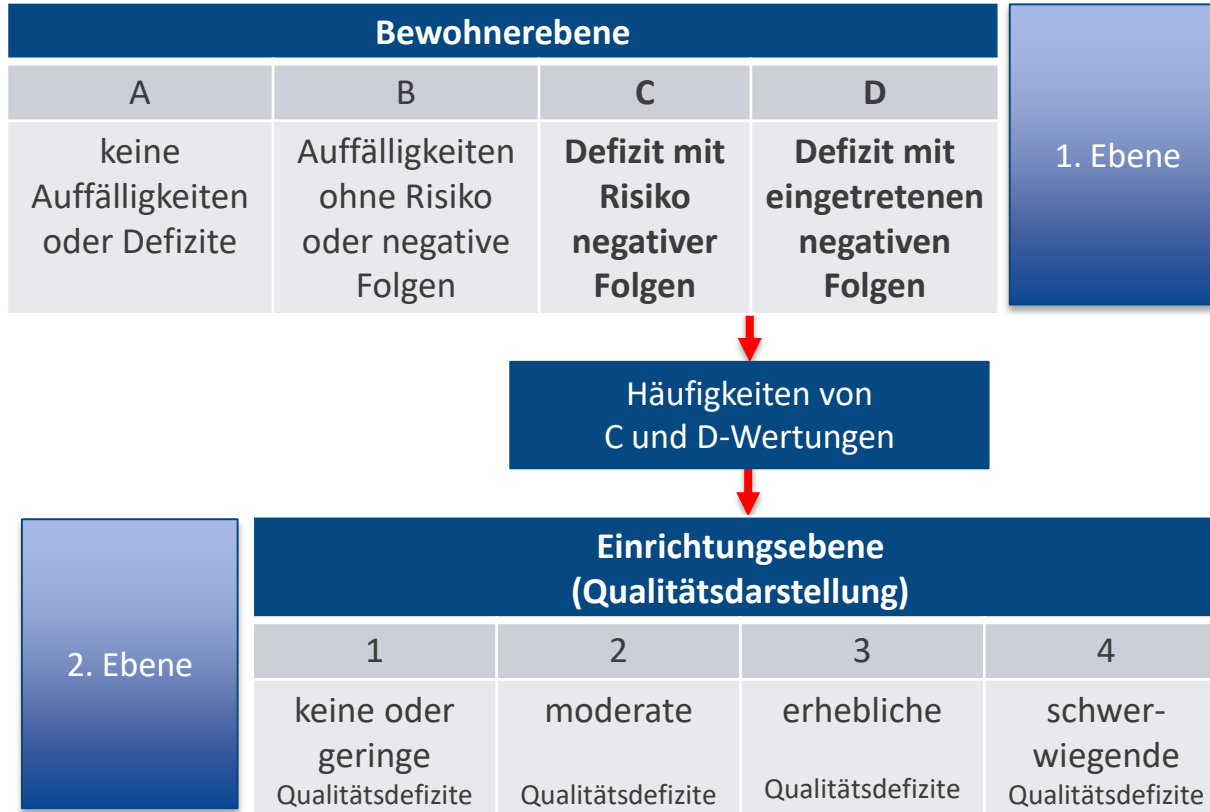 Bewohnerebene
A
B
C
D
keine
Auffälligkeiten
oder Defizite
Auffälligkeiten
ohne Risiko
oder negative
Folgen
Defizit mit
Risiko
negativer
Folgen
Defizit mit
eingetretenen
negativen
Folgen
1. Ebene
Häufigkeiten von
C und D-Wertungen
2. Ebene
Einrichtungsebene
(Qualitätsdarstellung)
1
2
3
4
keine oder
geringe
Qualitätsdefizite
moderate
Qualitätsdefizite
erhebliche
Qualitätsdefizite
schwer-
wiegende
Qualitätsdefizite